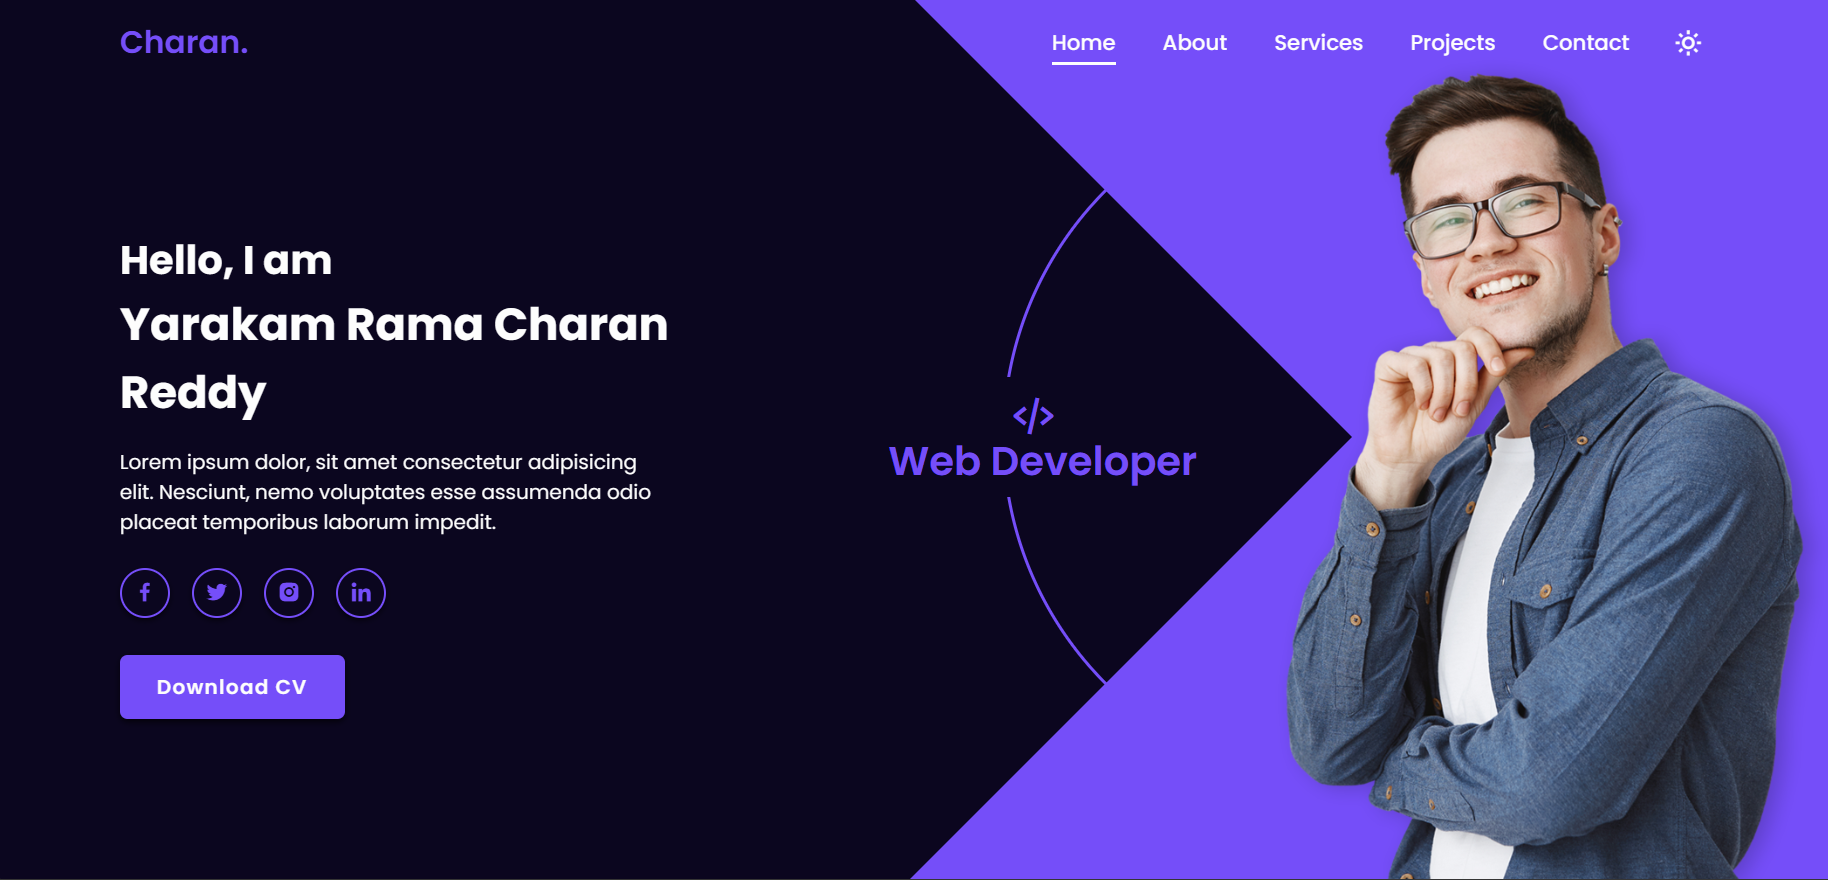 Charan.
Home About Services Projects Contact
Hello, I am
Yarakam Rama Charan
Reddy
Lorem ipsum dolor, sit amet consectetur adipisicing
elit. Nesciunt, nemo voluptates esse assumenda odio
placeat temporibus laborum impedit.
Download CV
</>
Web Developer